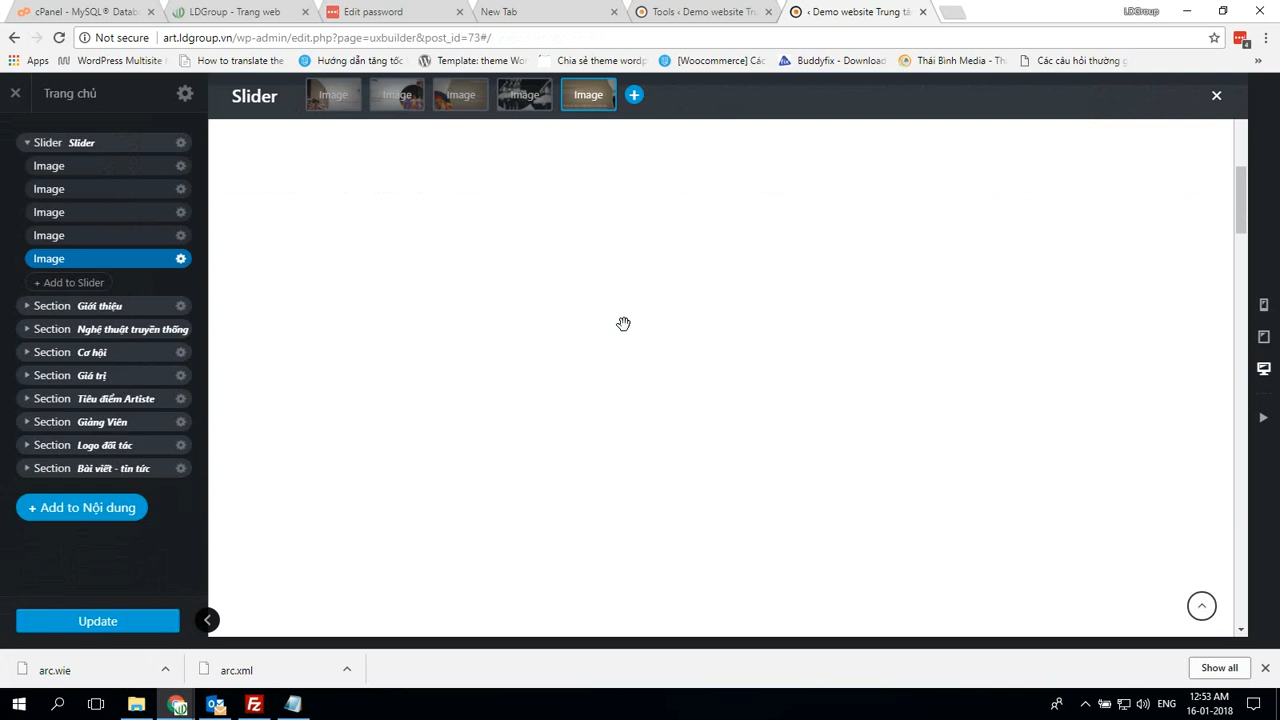 cPanel - MySQL® Datab
LDGroup - Trang web
Edit password
New Tab
Tools ‹ Demo website Tru
‹ Demo website Trung tâ
LDGroup
Not secure
art.ldgroup.vn/wp-admin/edit.php?page=uxbuilder&post_id=73#/
Apps
WordPress Multisite
How to translate the
Hướng dẫn tăng tốc
Template: theme Wor
Chia sẻ theme wordp
[Woocommerce] Các
Buddyfix - Download
Thái Bình Media - Th
Các câu hỏi thường g
»
Trang chủ
Slider
Image
Image
Image
Image
Image
Slider Slider
Image
Image
Image
Image
Image
+ Add to Slider
Section Giới thiệu
Section Nghệ thuật truyền thống
Section Cơ hội
Section Giá trị
Section Tiêu điểm Artiste
Section Giảng Viên
Section Logo đối tác
Section Bài viết - tin tức
+ Add to Nội dung
Update
arc.wie
arc.xml
Show all
ENG
12:53 AM
16-01-2018